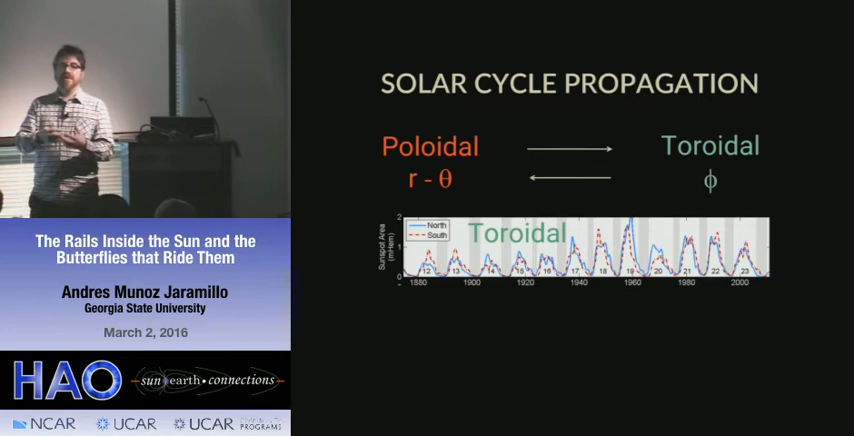 SOLAR CYCLE PROPAGATION
Poloidal
Toroidal
r - θ
ϕ
Toroidal
North
South
Sunspot Area
(mHem)
2
1
0
12 13 14 15 16 17 18 19 20 21 22 23
1880 1900 1920 1940 1960 1980 2000
The Rails Inside the Sun and the
Butterflies that Ride Them
Andres Munoz Jaramillo
Georgia State University
March 2, 2016
HAO
sun•earth•connections
NCAR
UCAR
UCAR
PROGRAMS